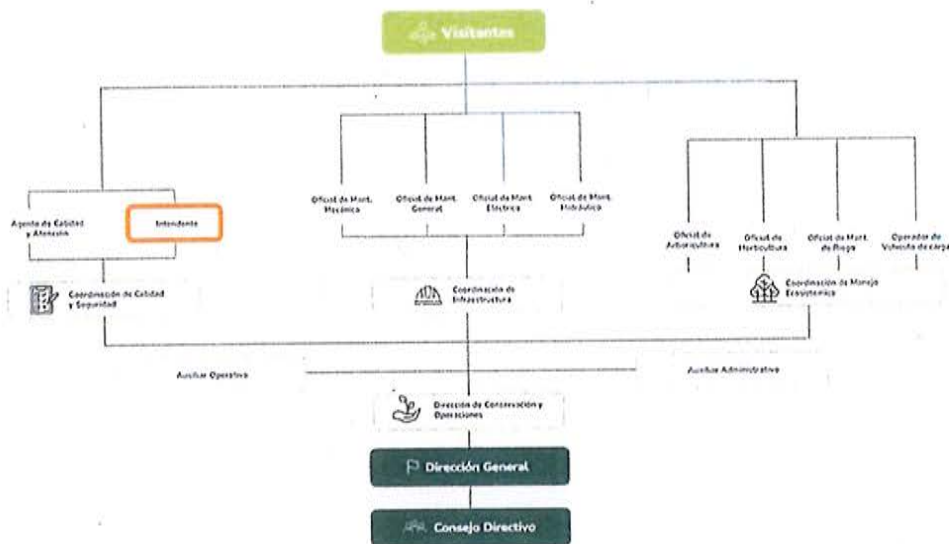 Visitantes
Oficial de Mant.
Mecánica
Oficial de Mant.
General
Oficial de Mant.
Eléctrica
Oficial de Mant.
Hidráulica
Agente de Calidad
y Atención
Intendente
Oficial de
Arboricultura
Oficial de
Horticultura
Oficial de Mant.
de Riego
Operador de
Vehículo de carga
Coordinación de Calidad
y Seguridad
Coordinación de
Infraestructura
Coordinación de Manejo
Ecosistémico
Auxiliar Operativo
Auxiliar Administrativo
Dirección de Conservación y
Operaciones
Dirección General
Consejo Directivo